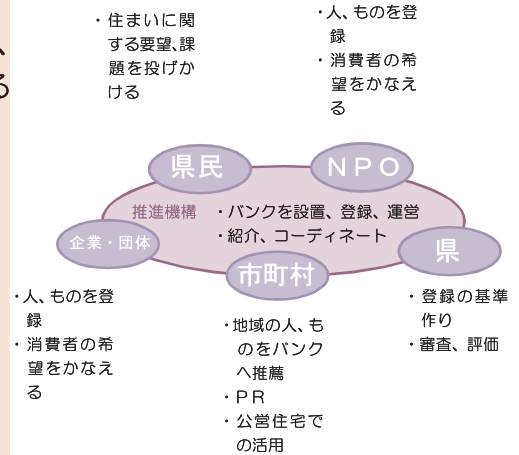 ・住まいに関
する要望、課
題を投げか
ける
・人、ものを登
録
・消費者の希
望をかなえ
る
、
る
県民
NPO
推進機構
・バンクを設置、登録、運営
・紹介、コーディネート
企業・団体
市町村
県
・人、ものを登
録
・消費者の希
望をかなえ
る
・地域の人、も
のをバンク
へ推薦
・PR
・公営住宅で
の活用
・登録の基準
作り
・審査、評価